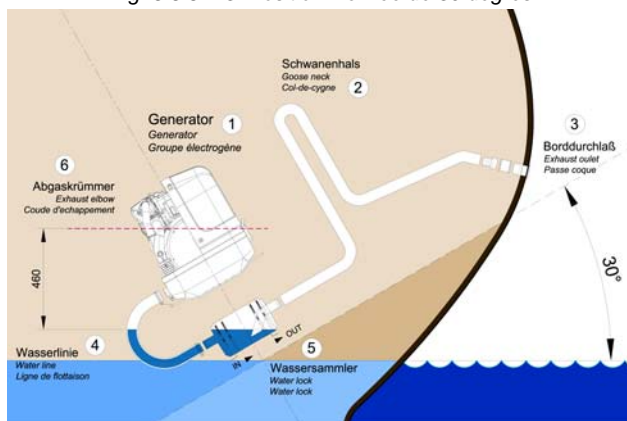 Schwanenhals
Goose neck
Col-de-cygne
2
Generator
Generator
Groupe électrogéne
1
3
Borddurchlaß
Exhaust oulet
Passe coque
6
Abgaskrümmer
Exhaust elbow
Coude d'echappement
460
30°
Wasserlinie
Water line
Ligne de flottaison
4
IN
OUT
5
Wassersammler
Water lock
Water lock